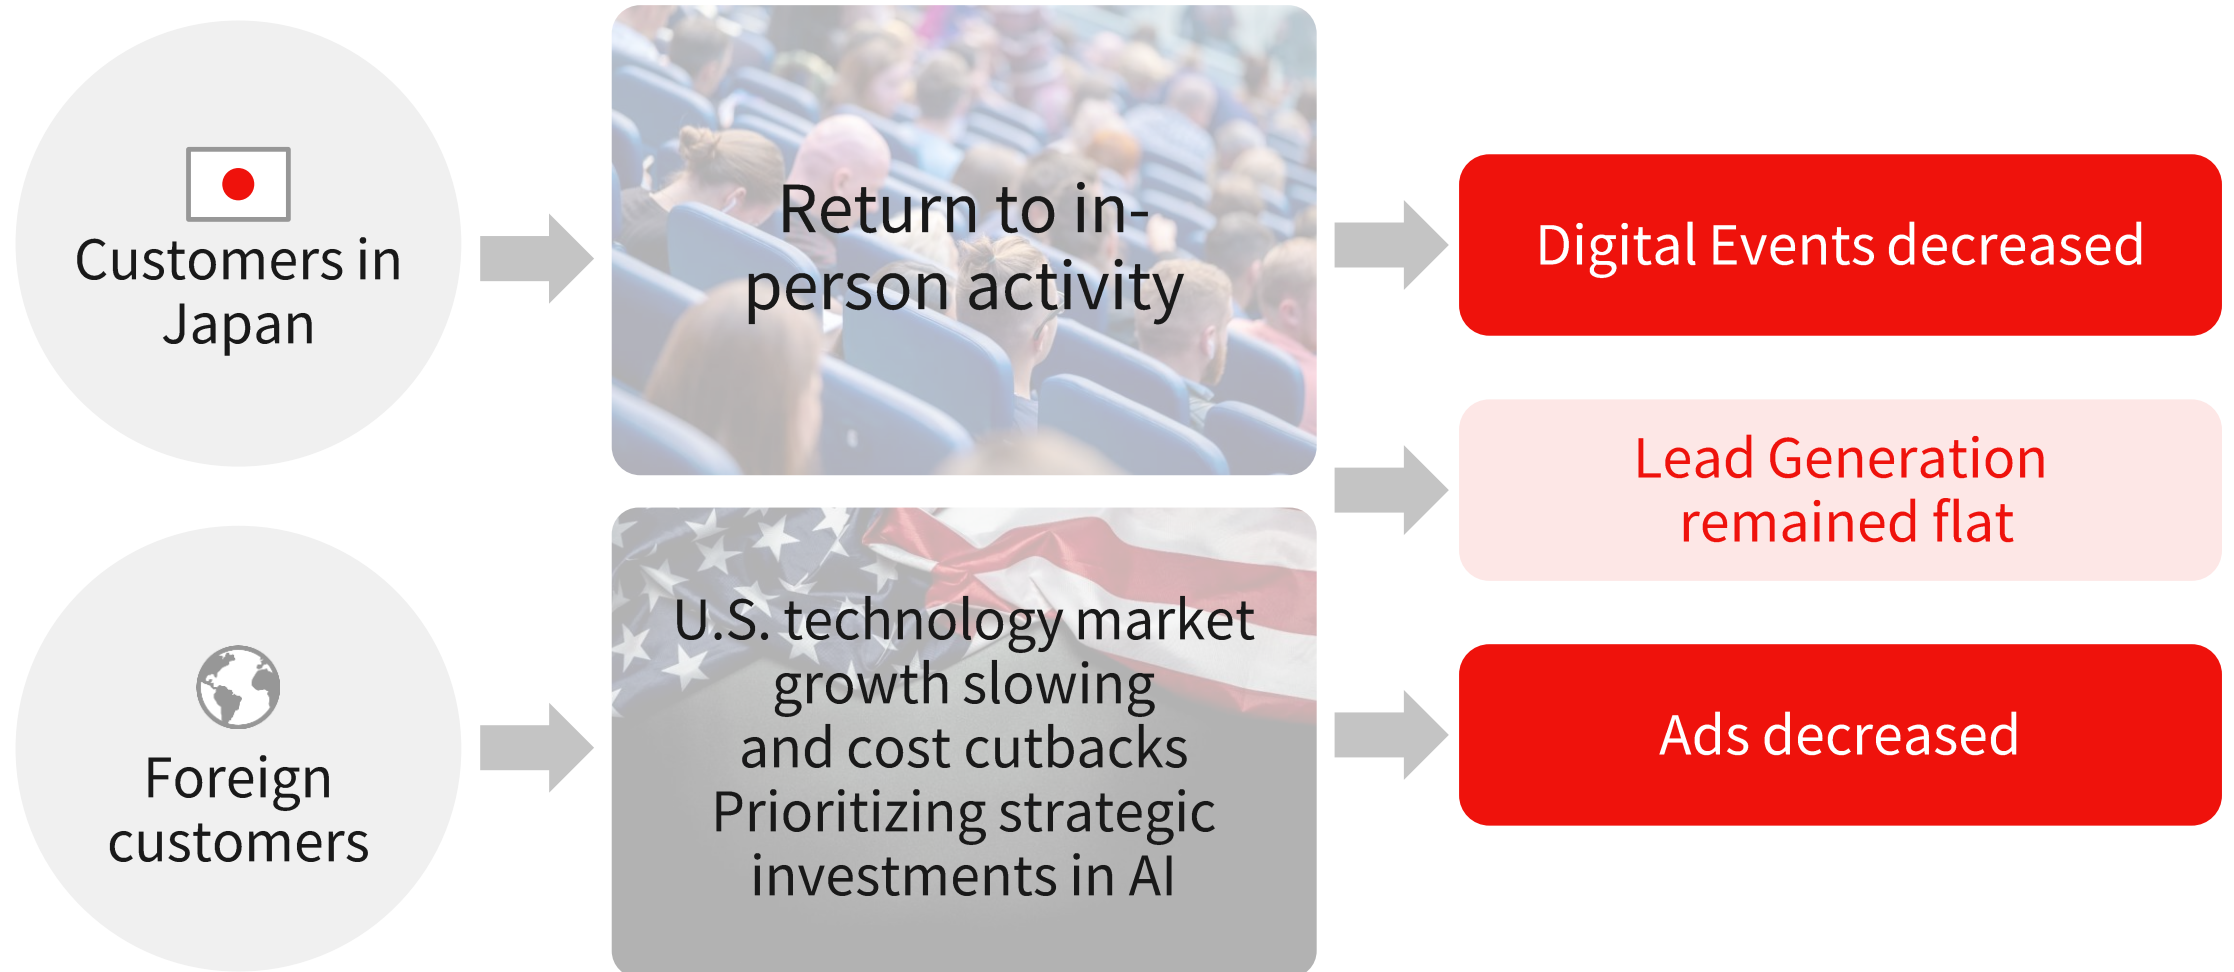 Customers in
Japan
Return to in-
person activity
Digital Events decreased
Lead Generation
remained flat
Foreign
customers
U.S. technology market
growth slowing
and cost cutbacks
Prioritizing strategic
investments in AI
Ads decreased